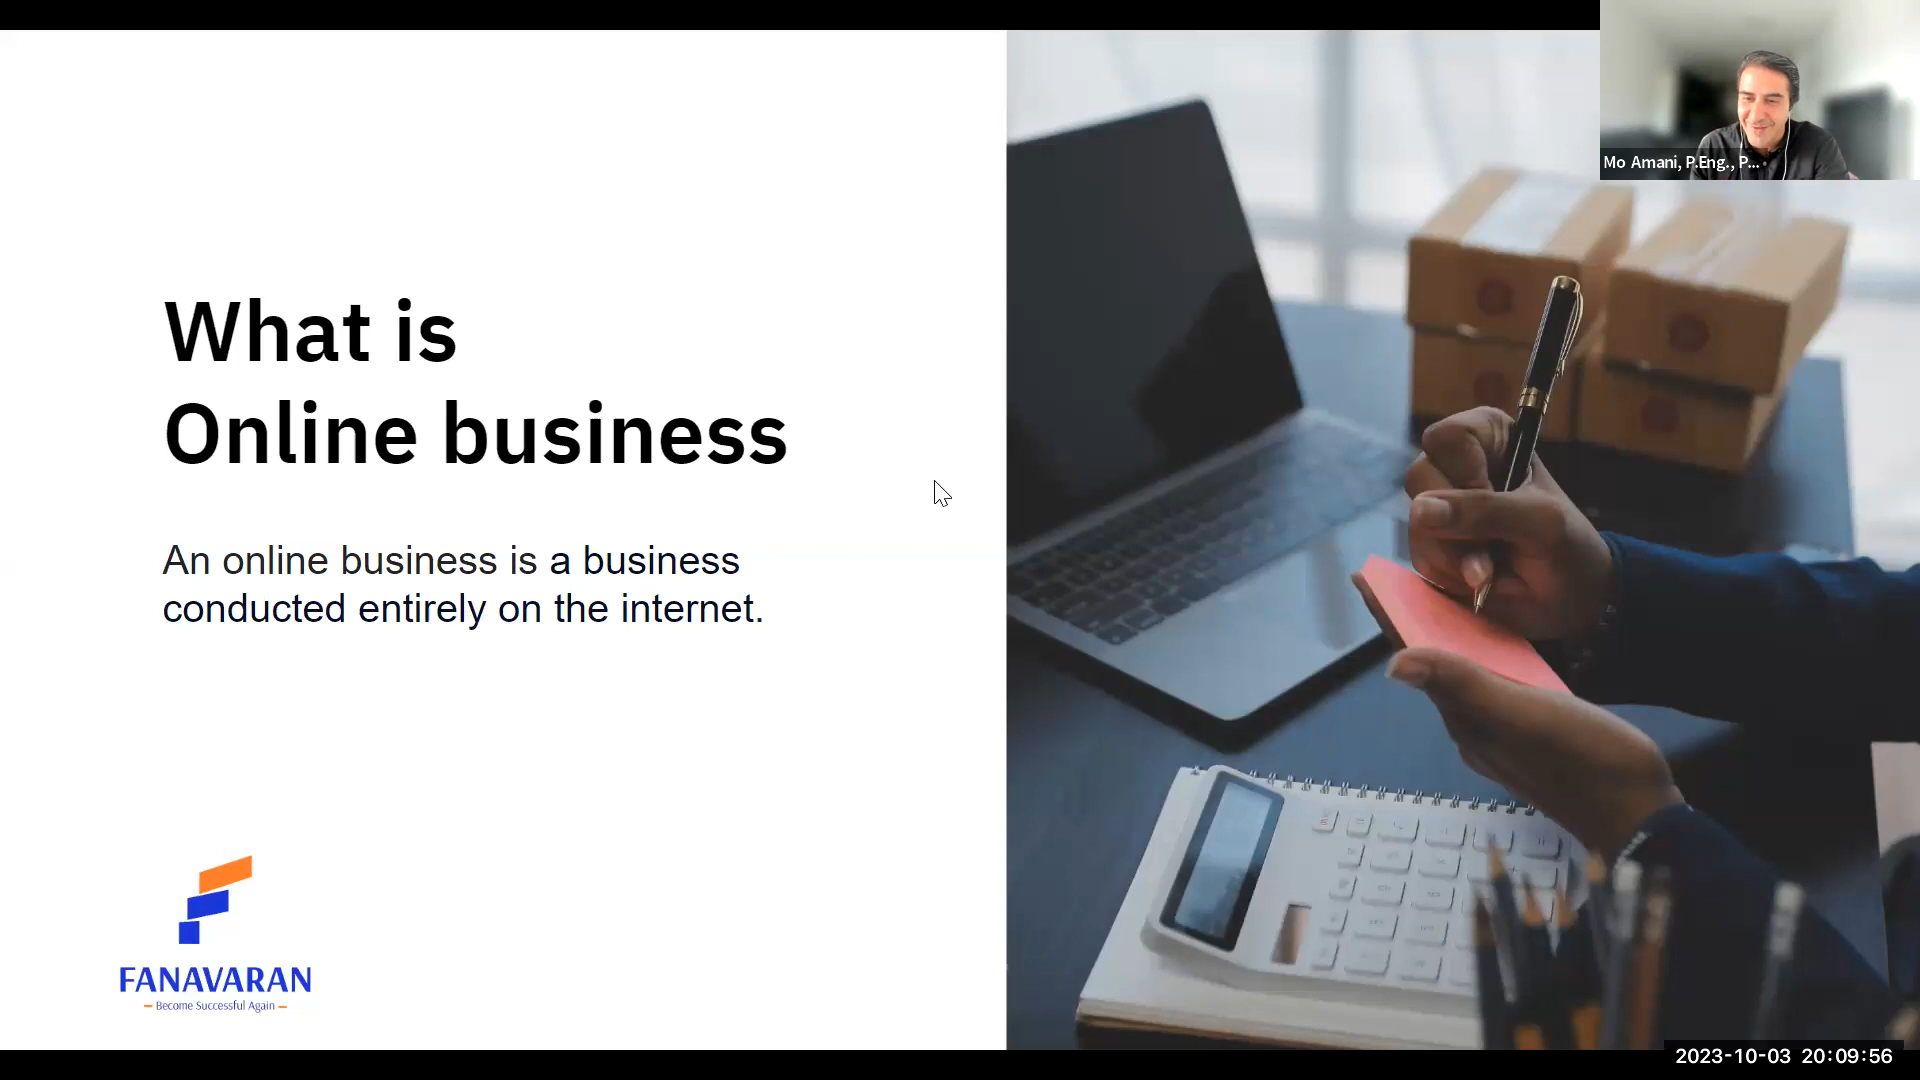 Mo Amani, P.Eng., P...
What is
Online business
An online business is a business
conducted entirely on the internet.
FANAVARAN
Become Successful Again
2023-10-03 20:09:56